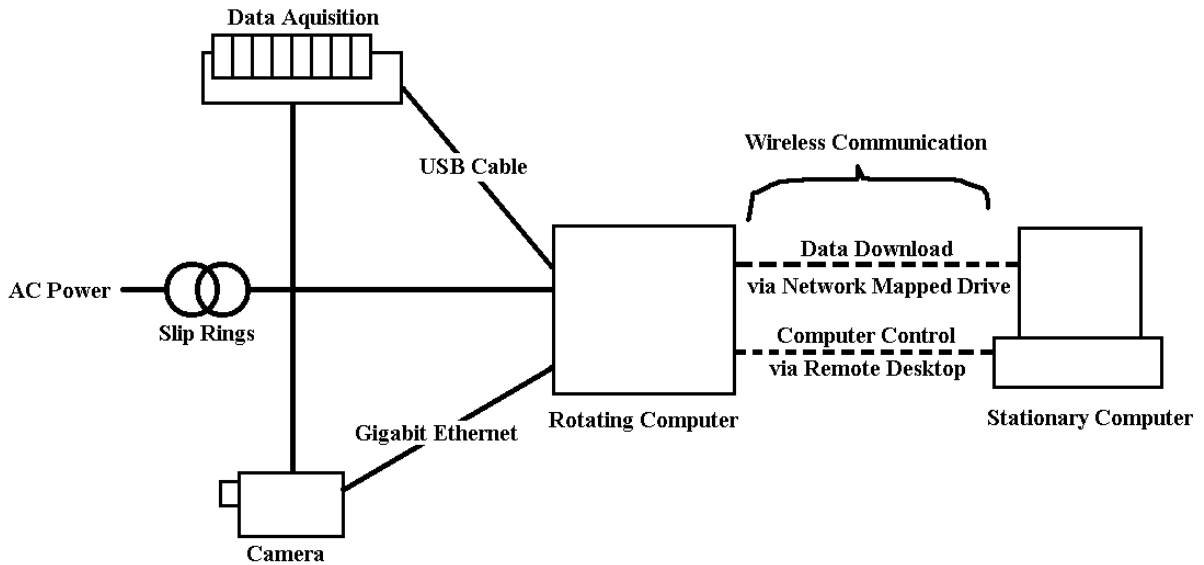 Data Aquisition
Wireless Communication
USB Cable
Data Download
via Network Mapped Drive
AC Power
Slip Rings
Computer Control
via Remote Desktop
Rotating Computer
Stationary Computer
Gigabit Ethernet
Camera